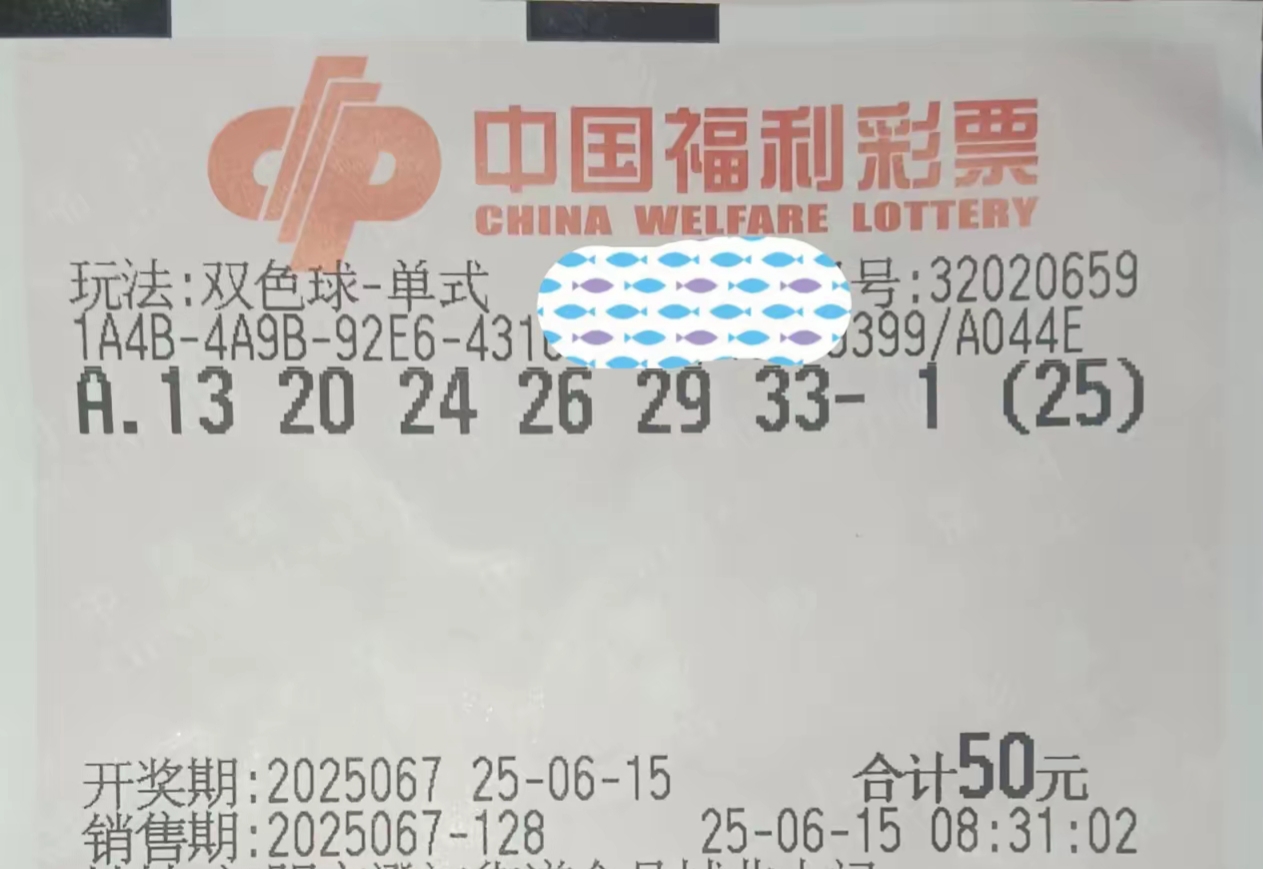 中国福利彩票
CHINA WELFARE LOTTERY
玩法:双色球-单式 号:32020659
1A4B-4A9B-92E6-431 399/A044E
A.13 20 24 26 29 33- 1 (25)
开奖期:2025067 25-06-15 合计50元
销售期:2025067-128 25-06-15 08:31:02